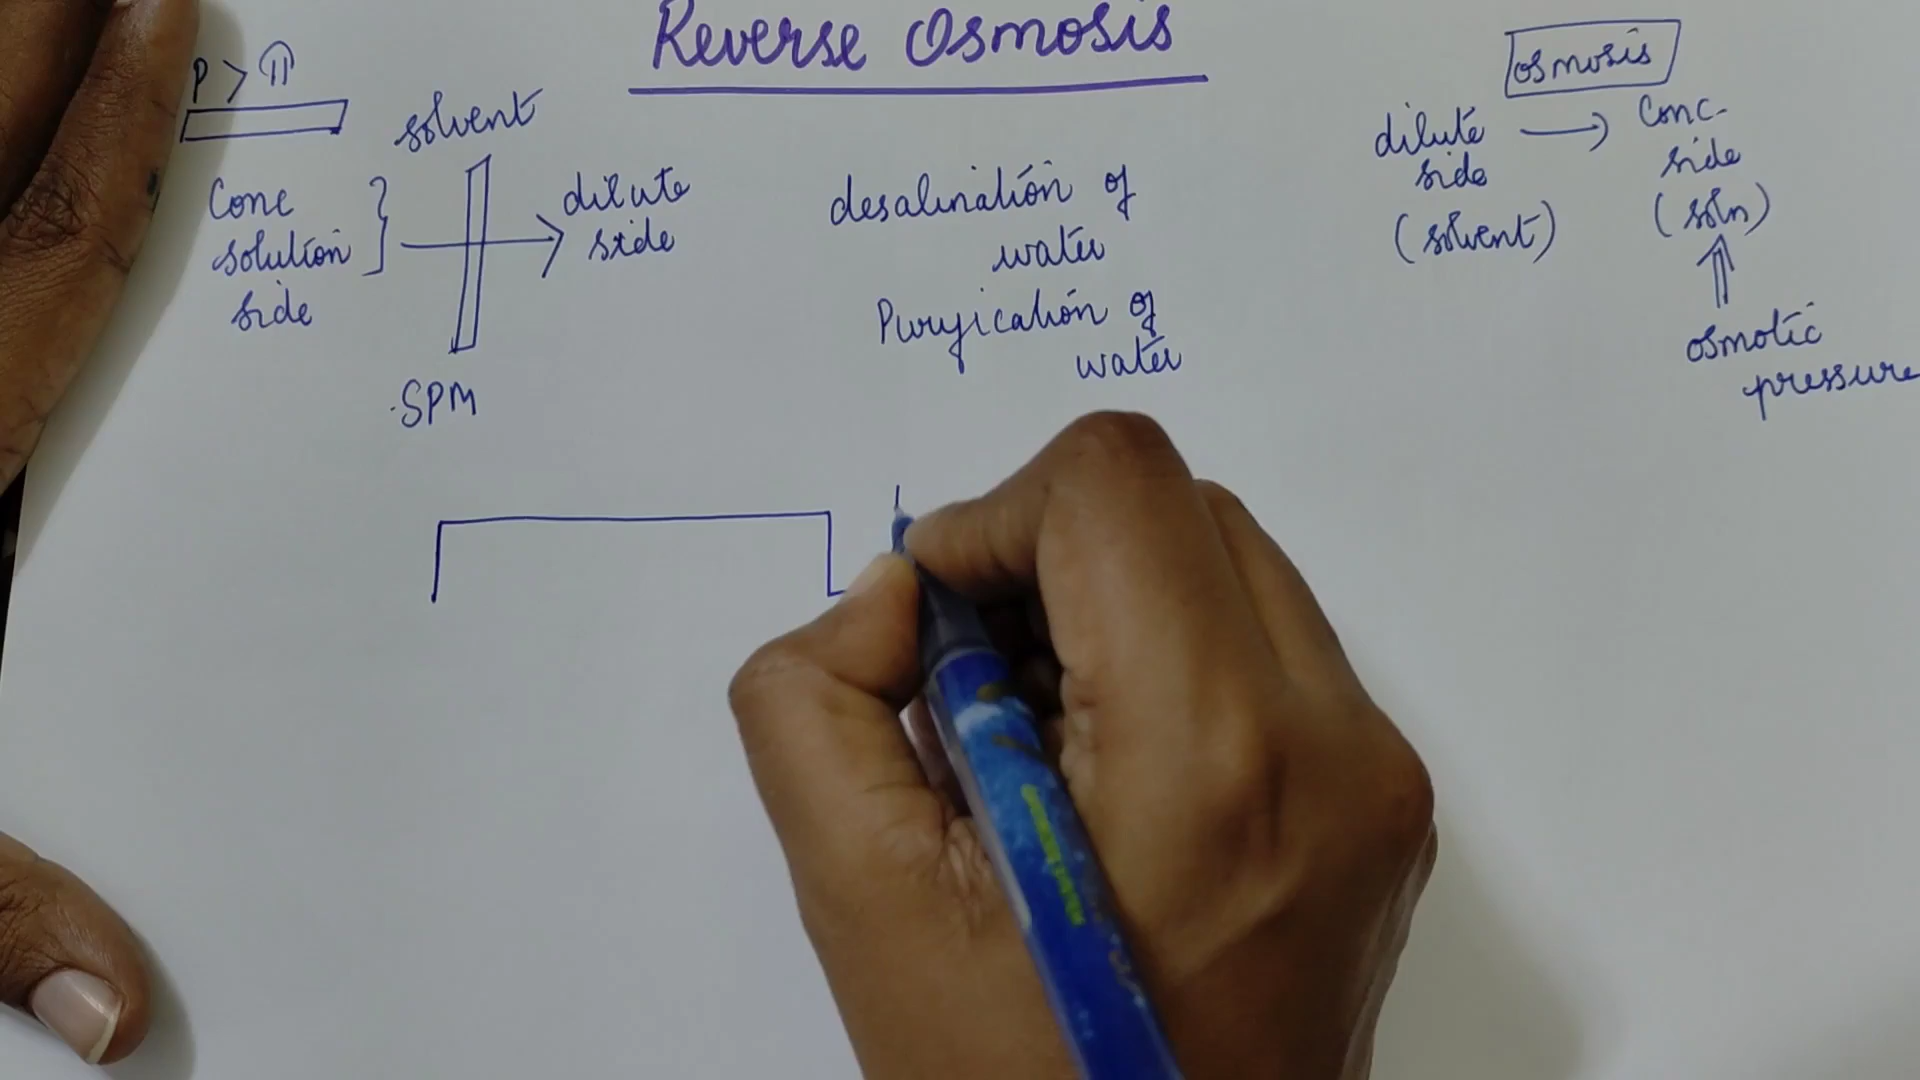 Reverse Osmosis
P > π
solvent
Conc
solution
side
dilute
side
SPM
desalination of
water
Purification of
water
osmosis
dilute
side
(solvent)
Conc-
side
(soln)
osmotic
pressure